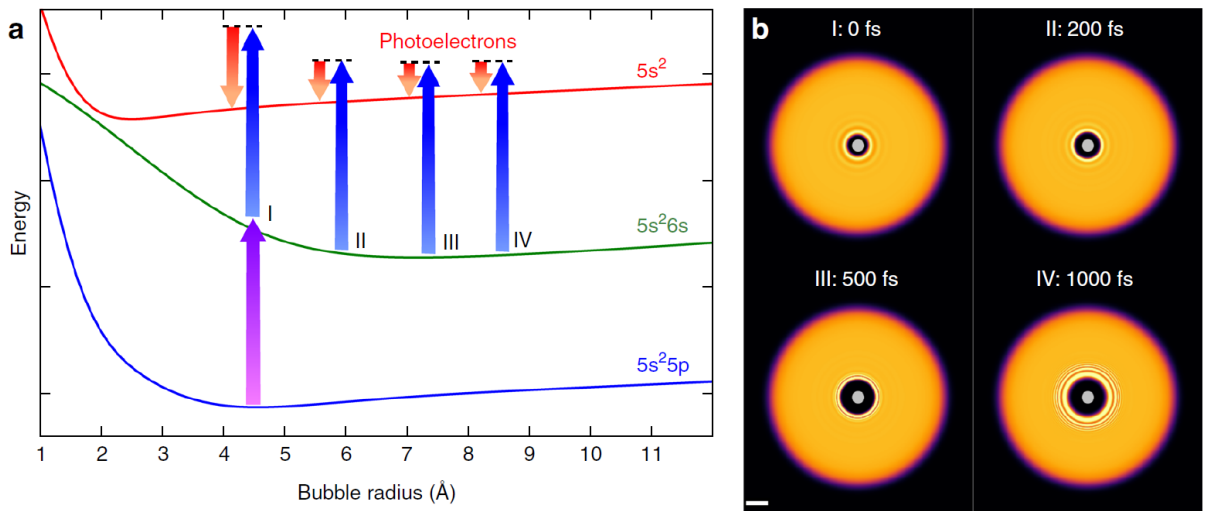 a
Photoelectrons
5s²
I
5s²6s
II
III
IV
5s²5p
Energy
1 2 3 4 5 6 7 8 9 10 11
Bubble radius (Å)
b
I: 0 fs
II: 200 fs
III: 500 fs
IV: 1000 fs